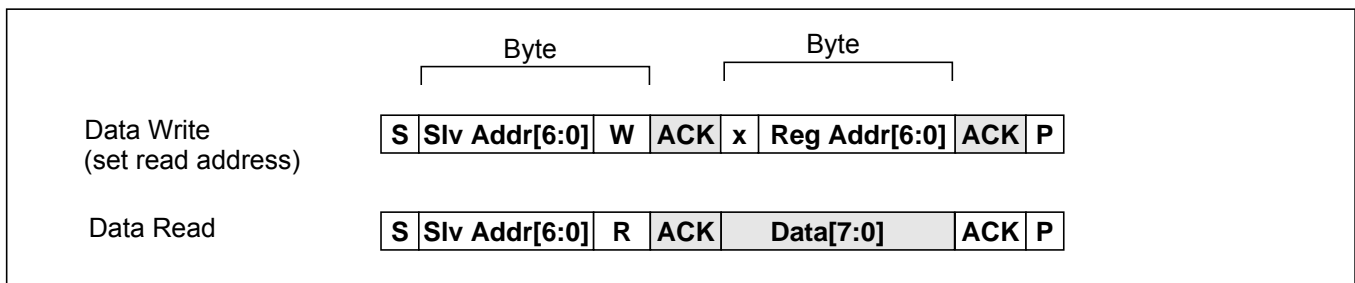 Byte Byte
Data Write S Slv Addr[6:0] W ACK x Reg Addr[6:0] ACK P
(set read address)
Data Read S Slv Addr[6:0] R ACK Data[7:0] ACK P